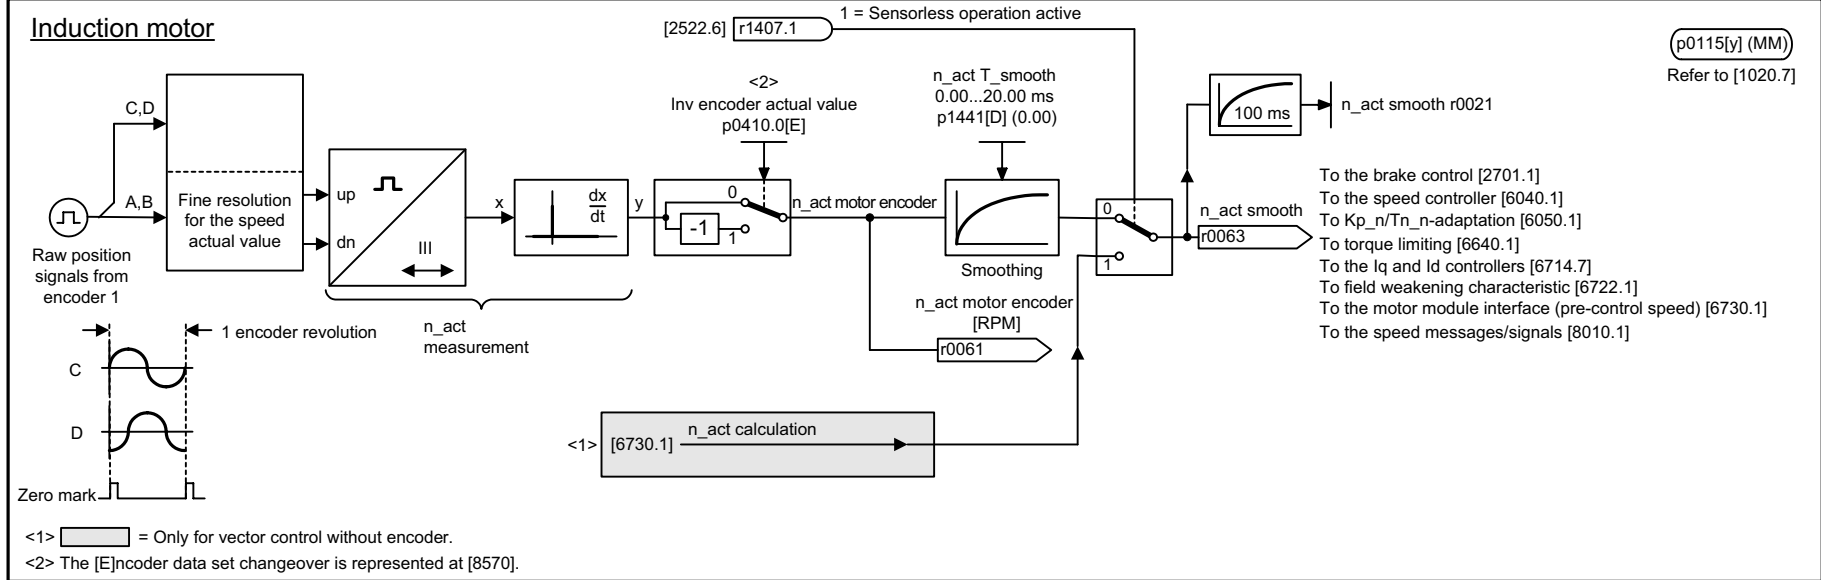 Induction motor
1 = Sensorless operation active
[2522.6] r1407.1
p0115[y] (MM)
Refer to [1020.7]
<2>
Inv encoder actual value
p0410.0[E]
n_act T_smooth
0.00...20.00 ms
p1441[D] (0.00)
100 ms
n_act smooth r0021
C,D
A,B
Fine resolution
for the speed
actual value
up
dn
III
x
dx
dt
y
0
-1
1
n_act motor encoder
Smoothing
0
1
n_act smooth
r0063
To the brake control [2701.1]
To the speed controller [6040.1]
To Kp_n/Tn_n-adaptation [6050.1]
To torque limiting [6640.1]
To the Iq and Id controllers [6714.7]
To field weakening characteristic [6722.1]
To the motor module interface (pre-control speed) [6730.1]
To the speed messages/signals [8010.1]
Raw position
signals from
encoder 1
n_act
measurement
n_act motor encoder
[RPM]
r0061
1 encoder revolution
C
D
Zero mark
<1> [6730.1] n_act calculation
<1> = Only for vector control without encoder.
<2> The [E]ncoder data set changeover is represented at [8570].